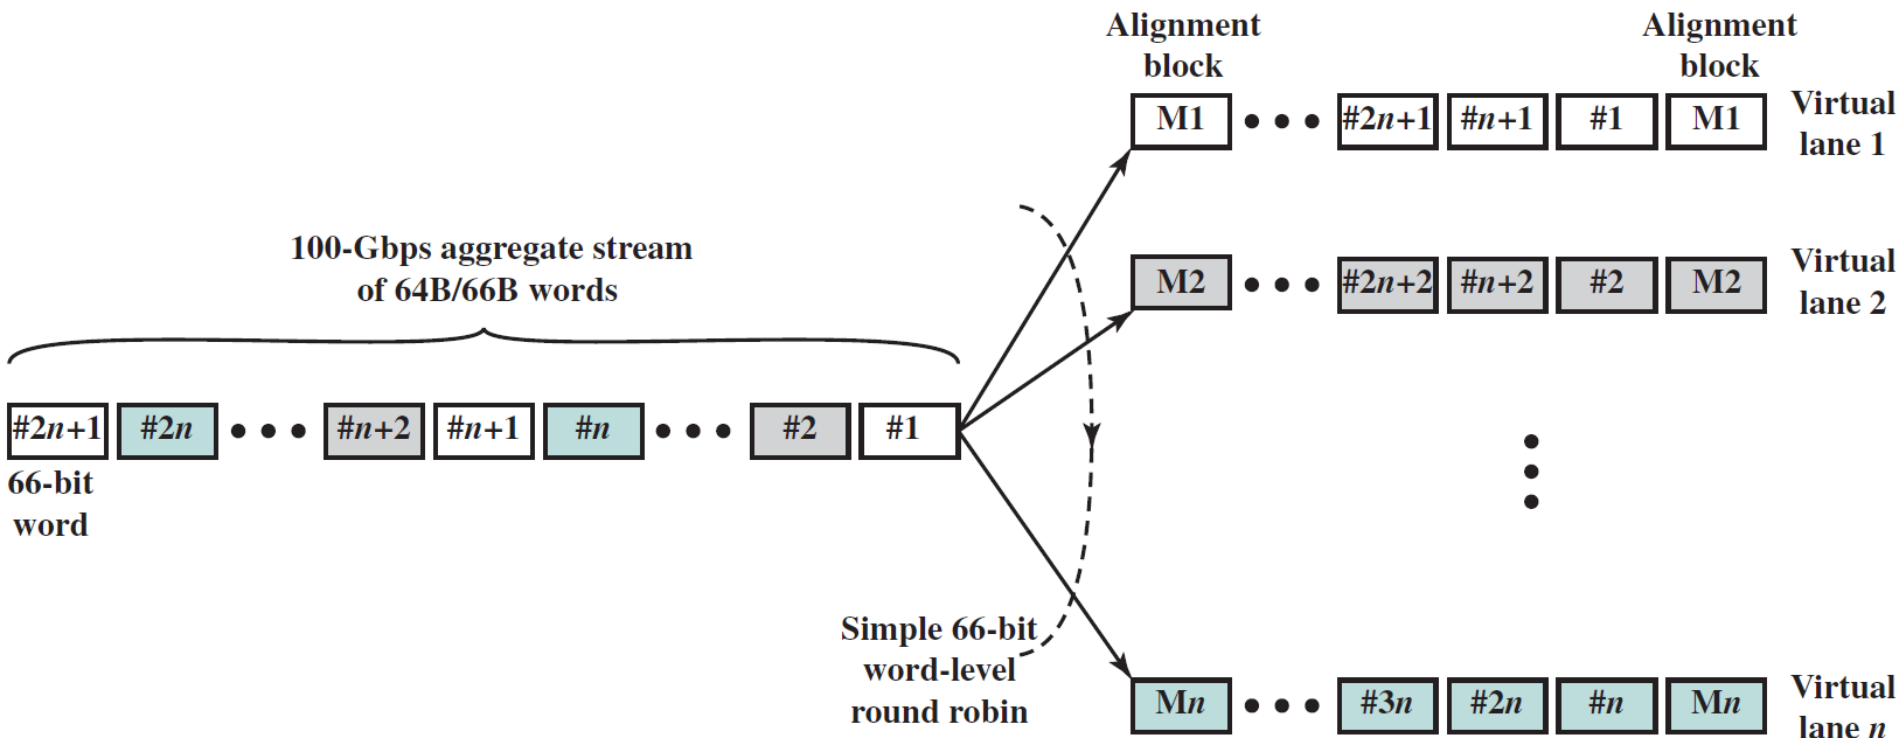 Alignment
block
Alignment
block
M1 • • • #2n+1 #n+1 #1 M1
Virtual
lane 1
100-Gbps aggregate stream
of 64B/66B words
M2 • • • #2n+2 #n+2 #2 M2
Virtual
lane 2
#2n+1 #2n • • • #n+2 #n+1 #n • • • #2 #1
66-bit
word
Simple 66-bit
word-level
round robin
Mn • • • #3n #2n #n Mn
Virtual
lane n